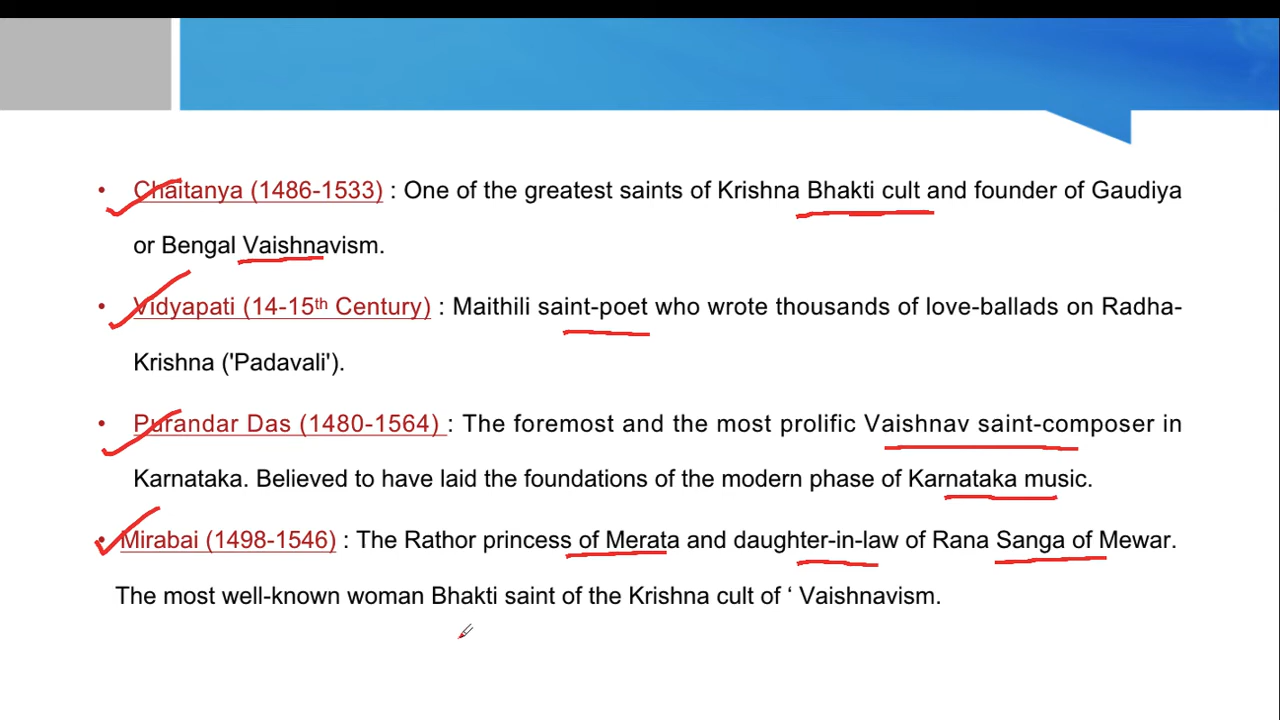 • Chaitanya (1486-1533) : One of the greatest saints of Krishna Bhakti cult and founder of Gaudiya
or Bengal Vaishnavism.
• Vidyapati (14-15th Century) : Maithili saint-poet who wrote thousands of love-ballads on Radha-
Krishna ('Padavali').
• Purandar Das (1480-1564) : The foremost and the most prolific Vaishnav saint-composer in
Karnataka. Believed to have laid the foundations of the modern phase of Karnataka music.
• Mirabai (1498-1546) : The Rathor princess of Merata and daughter-in-law of Rana Sanga of Mewar.
The most well-known woman Bhakti saint of the Krishna cult of ‘ Vaishnavism.